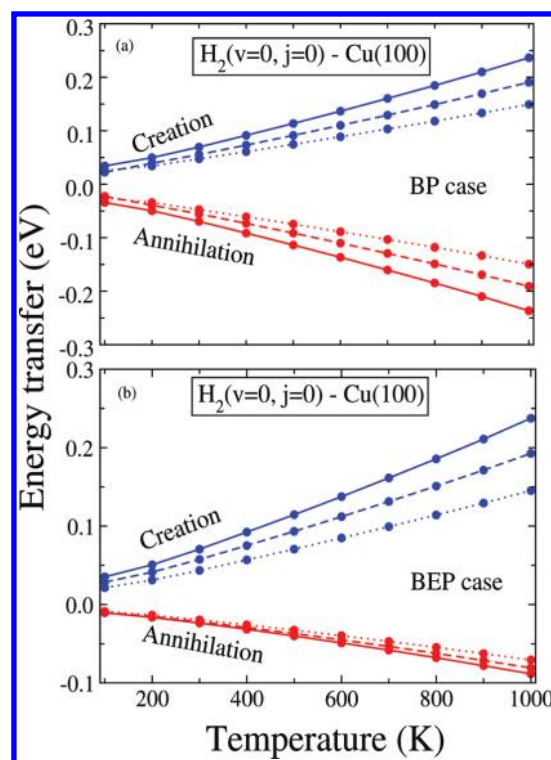 (a)
H₂(v=0, j=0) - Cu(100)
0.3
0.2
0.1
0.0
-0.1
-0.2
-0.3
Creation
BP case
Annihilation
Energy transfer (eV)
(b)
H₂(v=0, j=0) - Cu(100)
0.3
0.2
0.1
0.0
-0.1
Creation
BEP case
Annihilation
200 400 600 800 1000
Temperature (K)